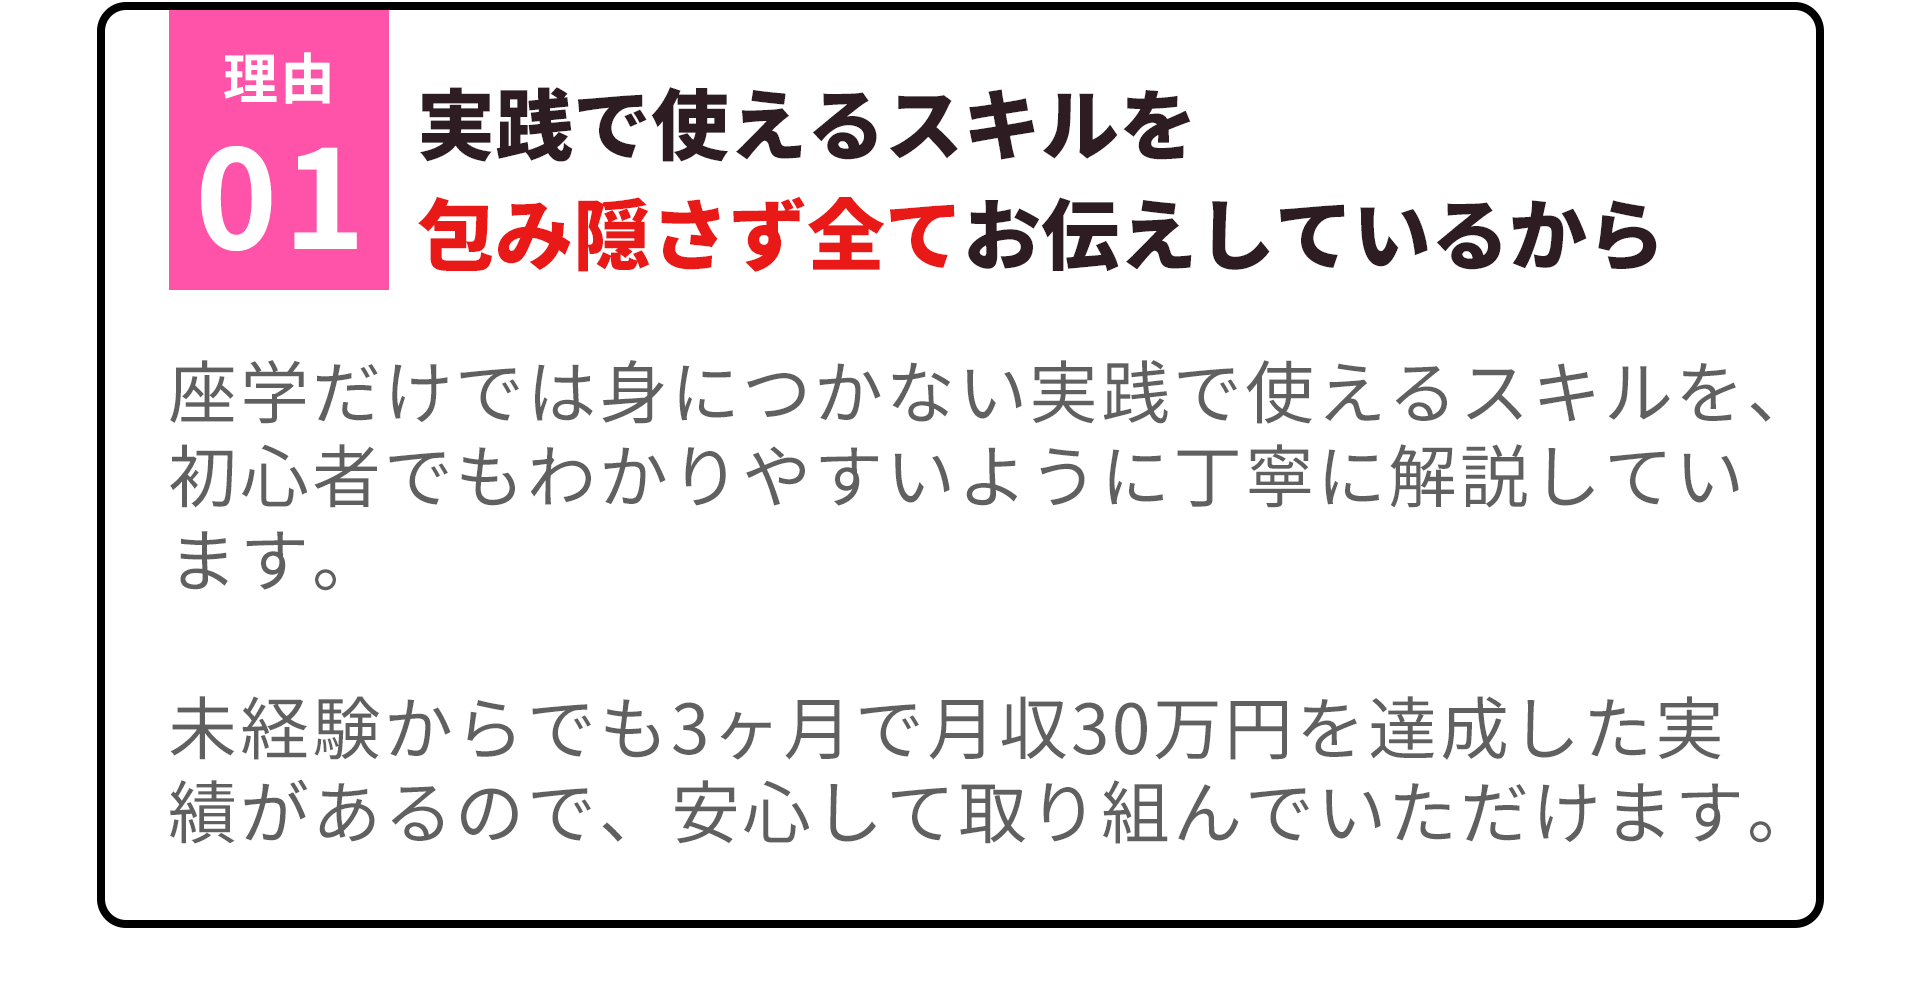 理由
01
実践で使えるスキルを
包み隠さず全てお伝えしているから
座学だけでは身につかない実践で使えるスキルを、
初心者でもわかりやすいように丁寧に解説してい
ます。
未経験からでも3ヶ月で月収30万円を達成した実
績があるので、安心して取り組んでいただけます。